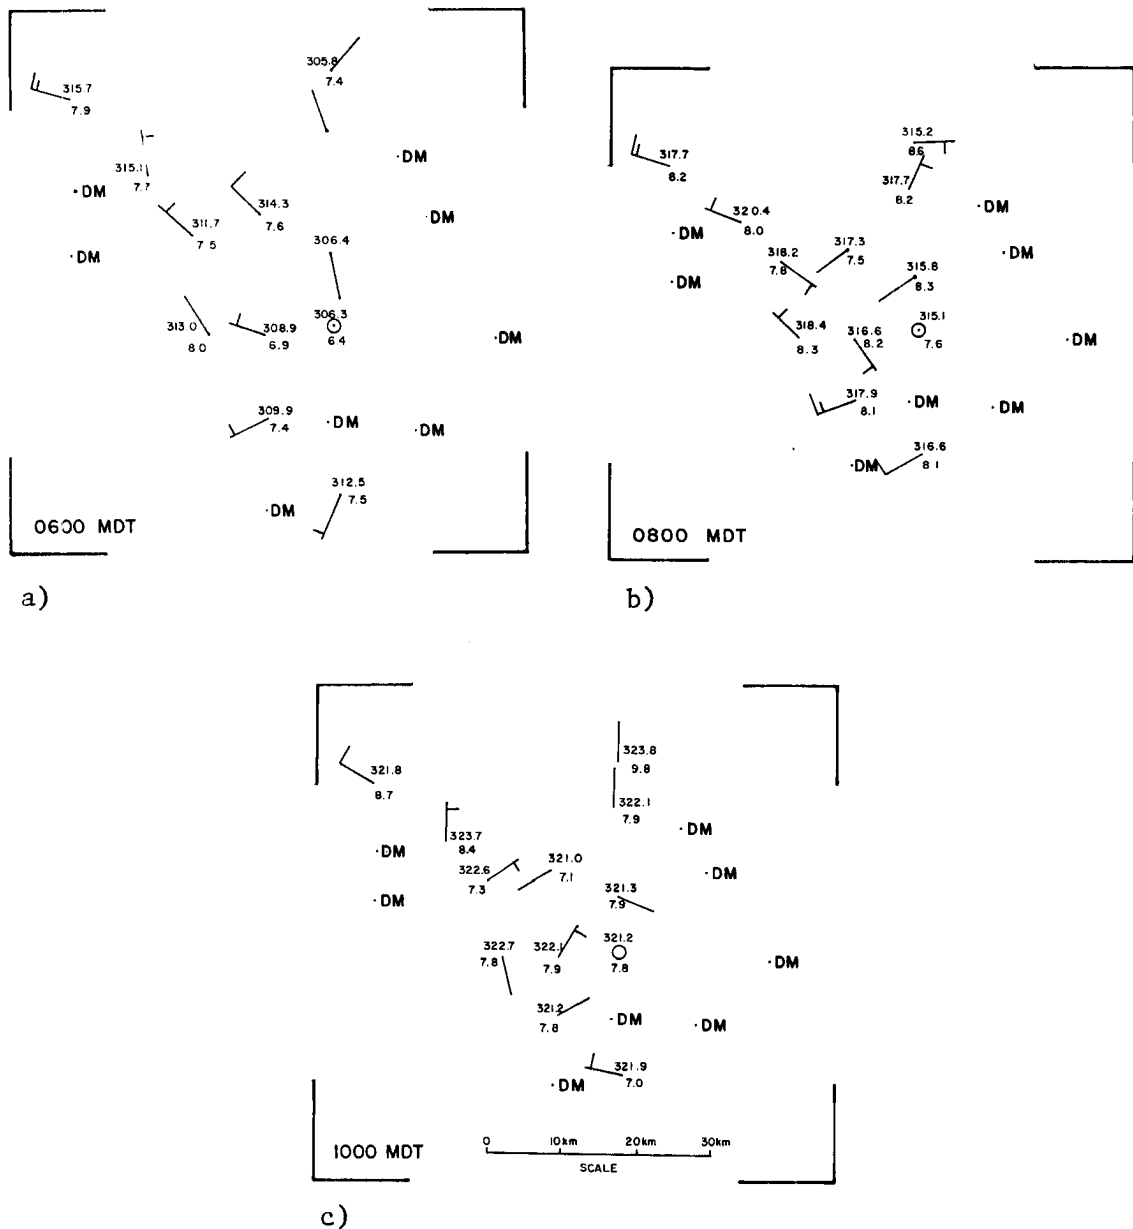 305.8
7.4
315.7
7.9
DM
315.1
7.7
DM
314.3
7.6
311.7
7.5
DM
306.4
DM
306.3
6.4
313.0
8.0
308.9
6.9
DM
309.9
7.4
DM
DM
312.5
7.5
DM
0600 MDT
a)
315.2
8.6
317.7
8.2
317.7
8.2
DM
320.4
8.0
DM
317.3
7.5
318.2
7.8
DM
DM
315.8
8.3
315.1
7.6
318.4
8.3
316.6
8.2
DM
317.9
8.1
DM
DM
316.6
8.1
DM
0800 MDT
b)
323.8
9.8
321.8
8.7
322.1
7.9
DM
323.7
8.4
DM
321.0
7.1
322.6
7.3
DM
321.3
7.9
DM
321.2
7.8
322.7
7.8
322.1
7.9
DM
321.2
7.8
DM
DM
321.9
7.0
DM
0 10km 20km 30km
SCALE
1000 MDT
c)